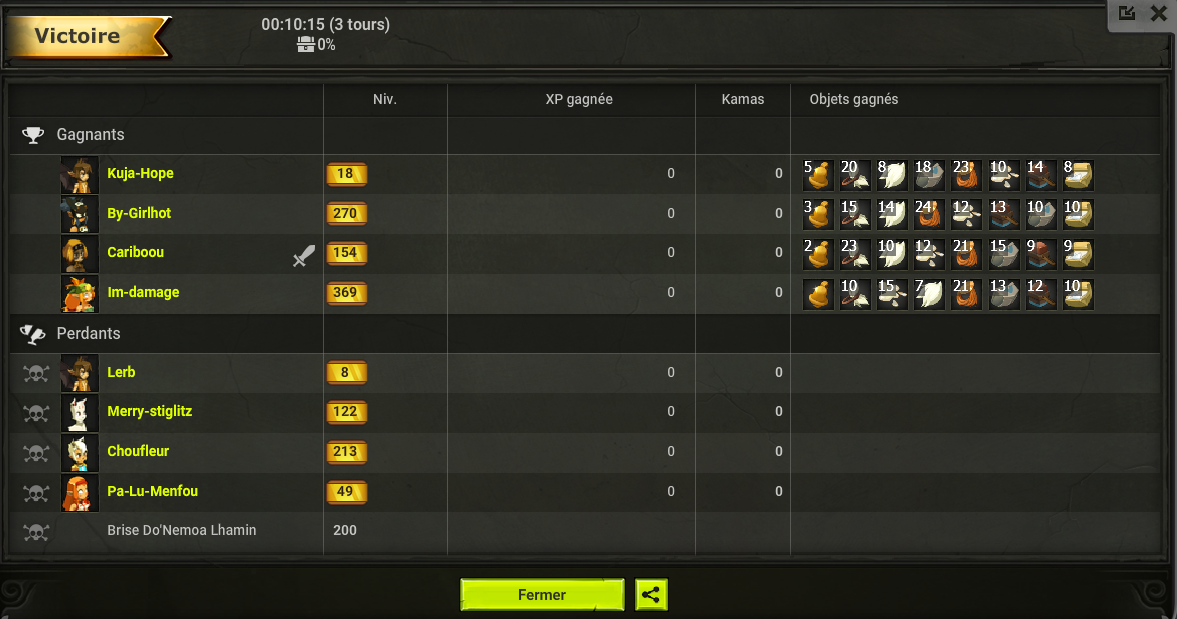 Victoire
00:10:15 (3 tours)
0%
Niv. XP gagnée Kamas Objets gagnés
Gagnants
Kuja-Hope 18 0 0 5 20 8 18 23 10 14 8
By-Girlhot 270 0 0 3 15 14 24 12 13 10 10
Cariboou 154 0 0 2 23 10 12 21 15 9 9
Im-damage 369 0 0 10 15 7 21 13 12 10
Perdants
Lerb 8 0 0
Merry-stiglitz 122 0 0
Choufleur 213 0 0
Pa-Lu-Menfou 49 0 0
Brise Do'Nemoa Lhamin 200
Fermer